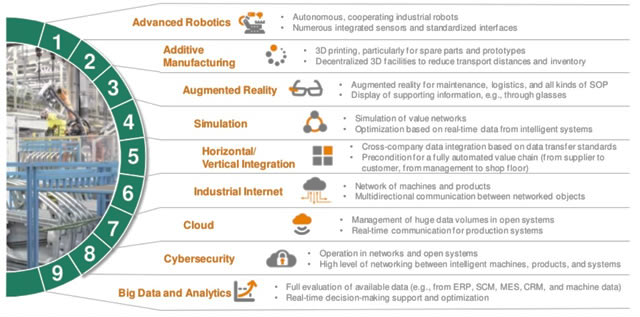 1
Advanced Robotics
• Autonomous, cooperating industrial robots
• Numerous integrated sensors and standardized interfaces
2
Additive
Manufacturing
• 3D printing, particularly for spare parts and prototypes
• Decentralized 3D facilities to reduce transport distances and inventory
3
Augmented Reality
• Augmented reality for maintenance, logistics, and all kinds of SOP
• Display of supporting information, e.g., through glasses
4
Simulation
• Simulation of value networks
• Optimization based on real-time data from intelligent systems
5
Horizontal/
Vertical Integration
• Cross-company data integration based on data transfer standards
• Precondition for a fully automated value chain (from supplier to
customer, from management to shop floor)
6
Industrial Internet
• Network of machines and products
• Multidirectional communication between networked objects
7
Cloud
• Management of huge data volumes in open systems
• Real-time communication for production systems
8
Cybersecurity
• Operation in networks and open systems
• High level of networking between intelligent machines, products, and systems
9
Big Data and Analytics
• Full evaluation of available data (e.g., from ERP, SCM, MES, CRM, and machine data)
• Real-time decision-making support and optimization